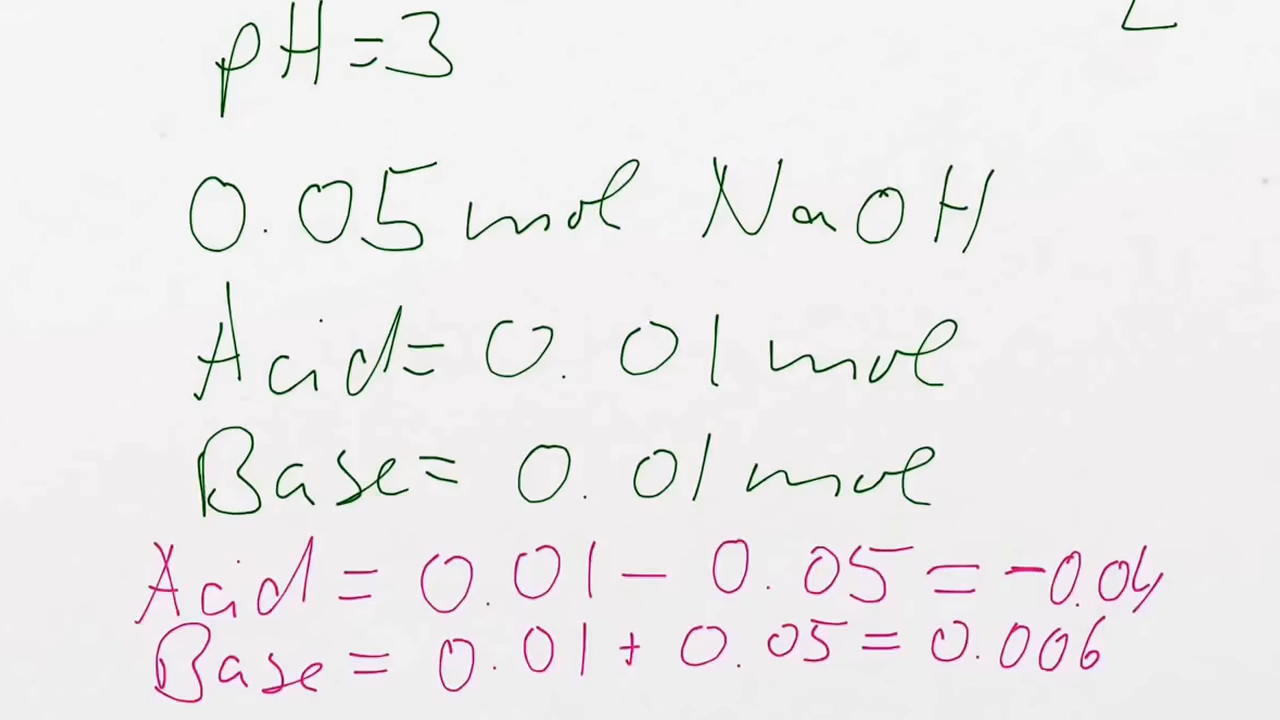 pH=3
0.05 mol NaOH
Acid= 0.01 mol
Base= 0.01 mol
Acid = 0.01 - 0.05 = -0.04
Base = 0.01 + 0.05 = 0.006